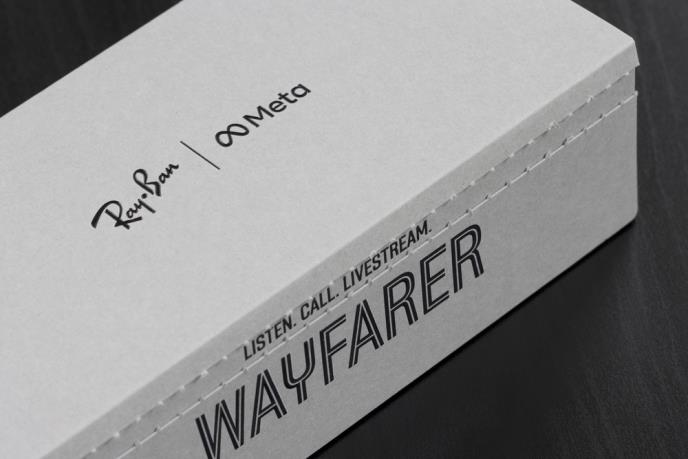 Ray-Ban | ∞ Meta
LISTEN. CALL. LIVESTREAM.
WAYFARER